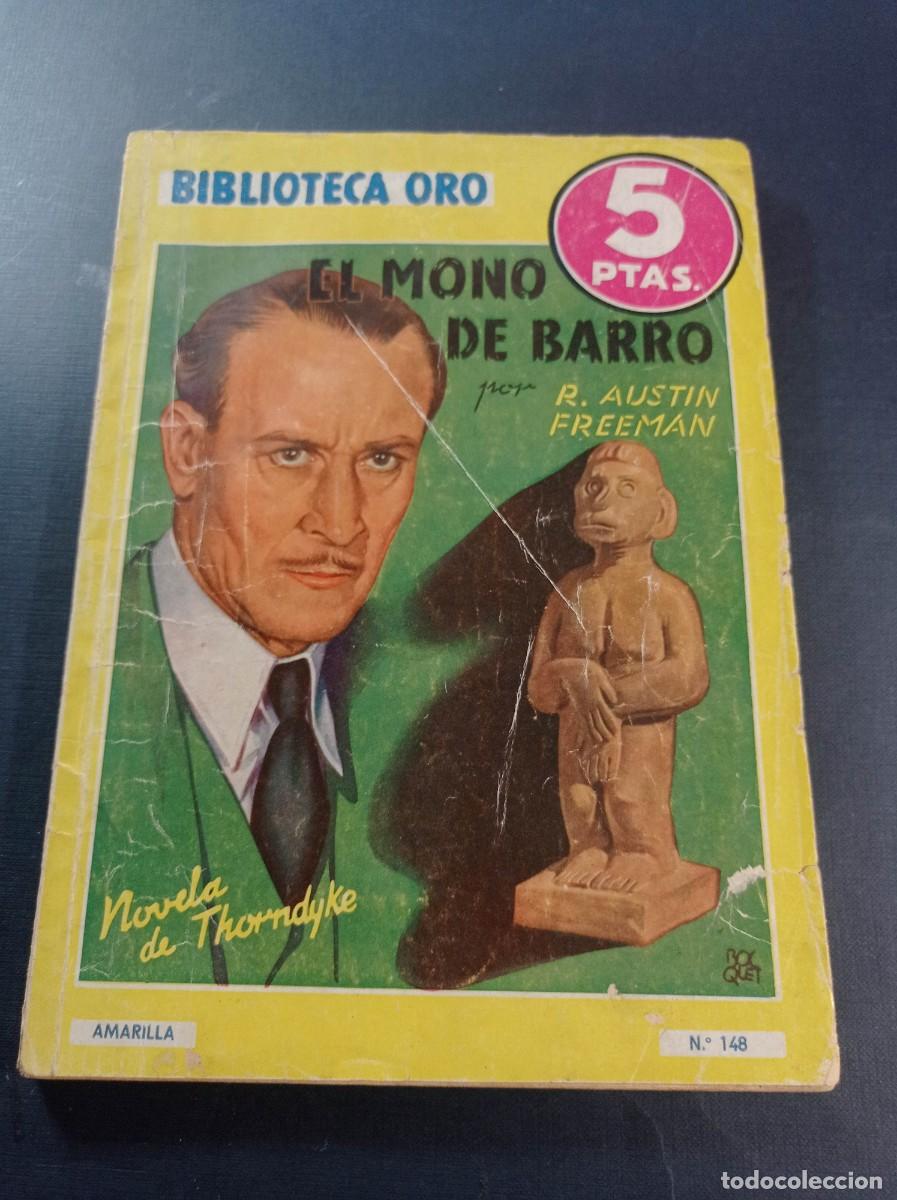 BIBLIOTECA ORO
5
PTAS.
EL MONO
DE BARRO
por
R. AUSTIN
FREEMAN
Novela
de Thorndyke
BOC
QUET
AMARILLA
N.º 148
todocoleccion